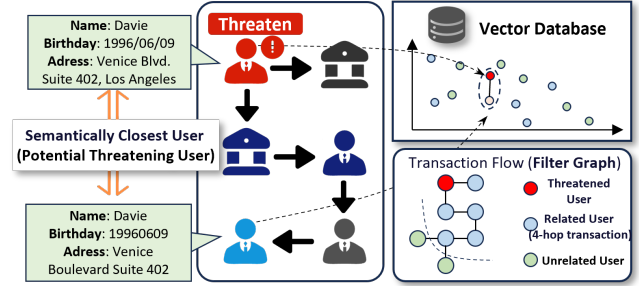 Name: Davie
Birthday: 1996/06/09
Adress: Venice Blvd.
Suite 402, Los Angeles
Semantically Closest User
(Potential Threatening User)
Name: Davie
Birthday: 19960609
Adress: Venice
Boulevard Suite 402
Threaten
Vector Database
Transaction Flow (Filter Graph)
Threatened
User
Related User
(4-hop transaction)
Unrelated User